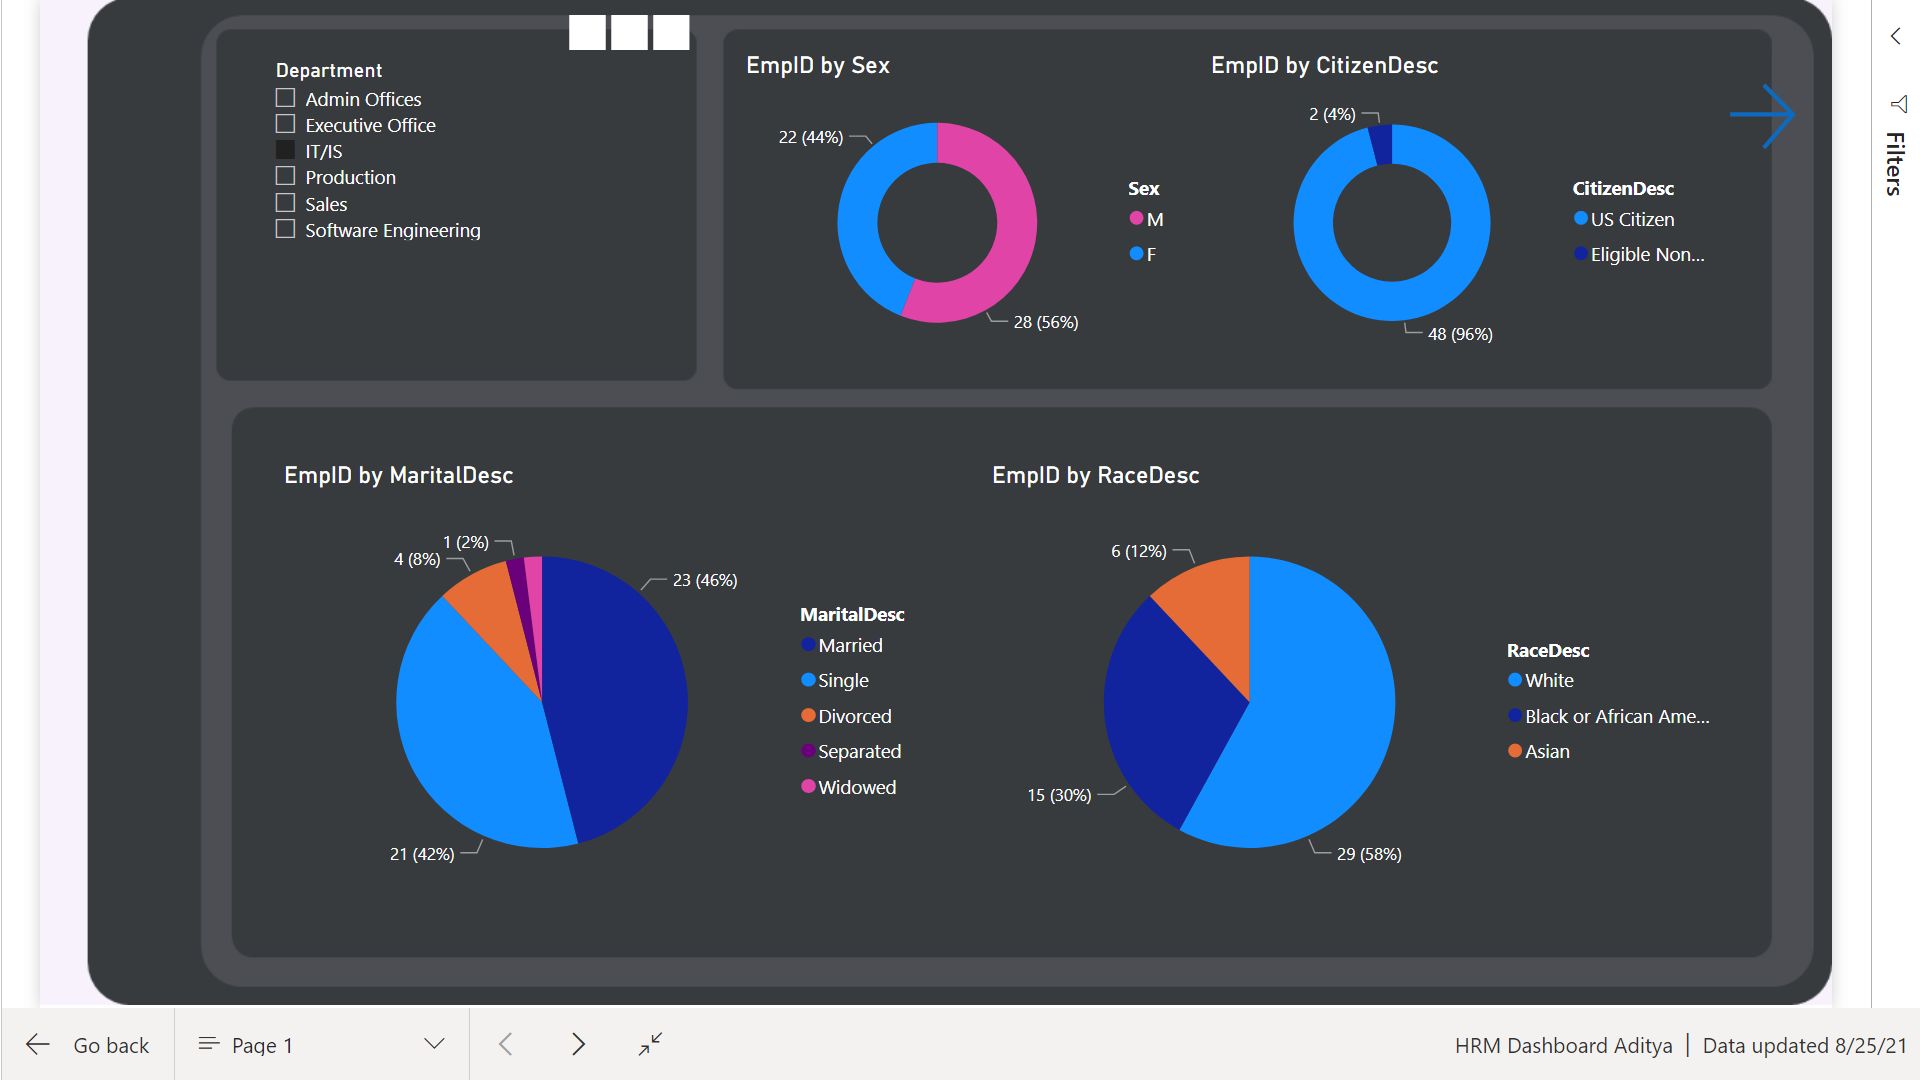 Department
Admin Offices
Executive Office
IT/IS
Production
Sales
Software Engineering
EmpID by Sex
22 (44%)
28 (56%)
Sex
M
F
EmpID by CitizenDesc
2 (4%)
48 (96%)
CitizenDesc
US Citizen
Eligible Non...
Filters
EmpID by MaritalDesc
1 (2%)
4 (8%)
23 (46%)
21 (42%)
MaritalDesc
Married
Single
Divorced
Separated
Widowed
EmpID by RaceDesc
6 (12%)
15 (30%)
29 (58%)
RaceDesc
White
Black or African Ame...
Asian
Go back
Page 1
HRM Dashboard Aditya | Data updated 8/25/21